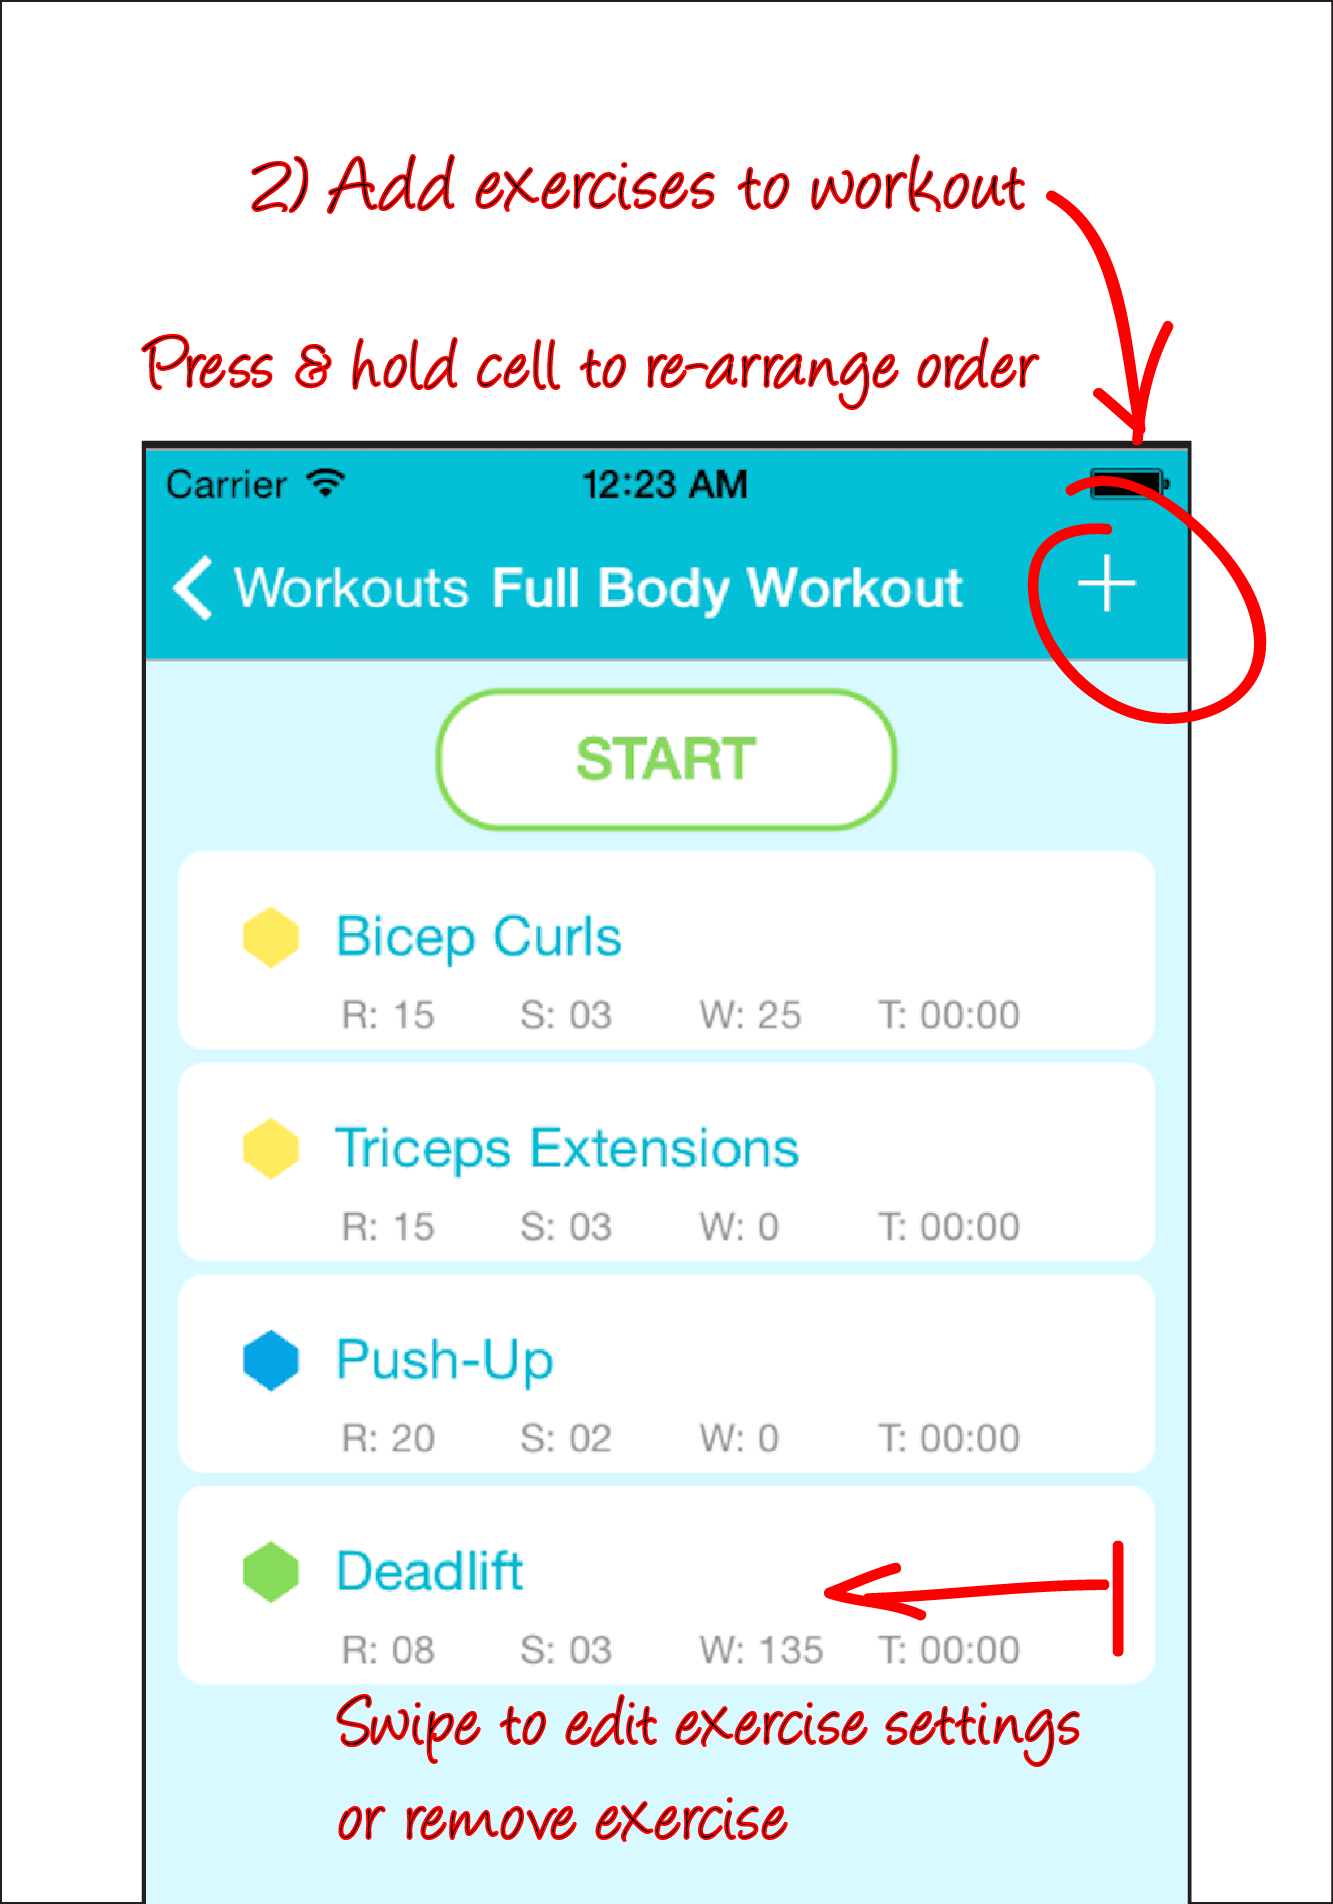 2) Add exercises to workout
Press & hold cell to re-arrange order
Carrier 12:23 AM
Workouts Full Body Workout +
START
Bicep Curls
R: 15 S: 03 W: 25 T: 00:00
Triceps Extensions
R: 15 S: 03 W: 0 T: 00:00
Push-Up
R: 20 S: 02 W: 0 T: 00:00
Deadlift
R: 08 S: 03 W: 135 T: 00:00
Swipe to edit exercise settings
or remove exercise